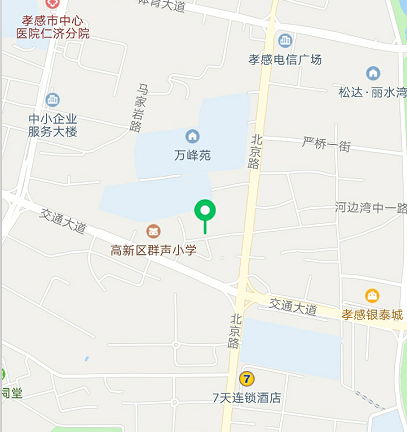 体育大道
孝感市中心
医院仁济分院
孝感电信广场
松达·丽水湾
马家岩路
中小企业
服务大楼
万峰苑
北京路
严桥一街
河边湾中一路
交通大道
高新区群声小学
交通大道
孝感银泰城
北京路
7
7天连锁酒店
祠堂